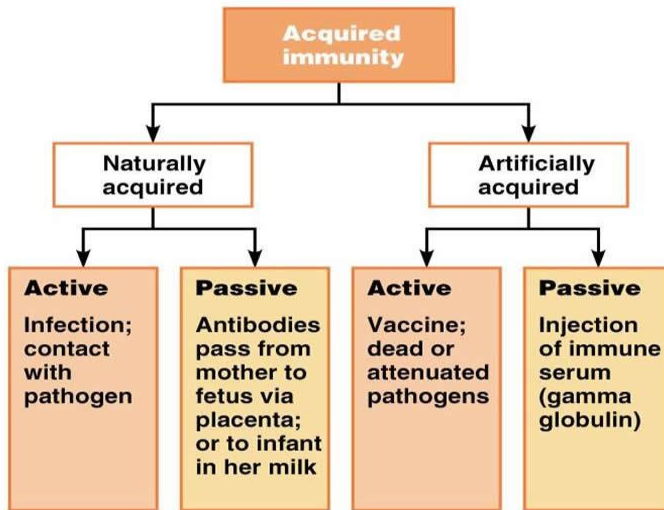 Acquired
immunity
Naturally
acquired
Artificially
acquired
Active
Infection;
contact
with
pathogen
Passive
Antibodies
pass from
mother to
fetus via
placenta;
or to infant
in her milk
Active
Vaccine;
dead or
attenuated
pathogens
Passive
Injection
of immune
serum
(gamma
globulin)